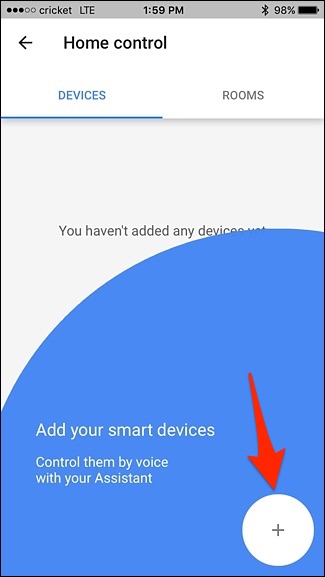 cricket LTE 1:59 PM 98%
Home control
DEVICES ROOMS
You haven't added any devices yet
Add your smart devices
Control them by voice
with your Assistant